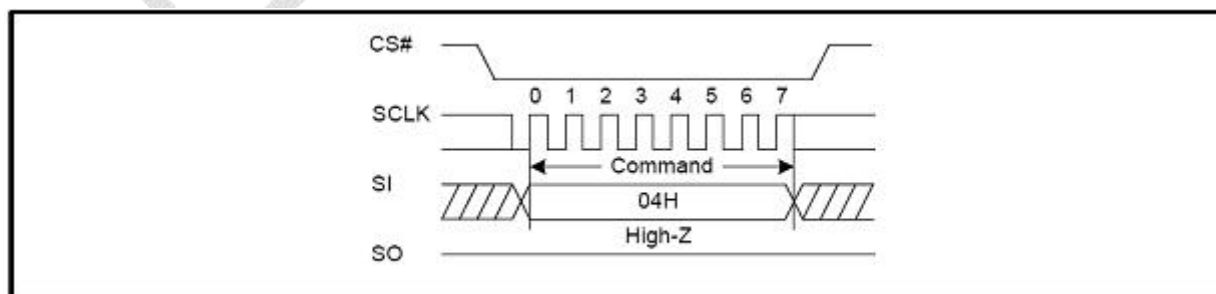 CS#
0 1 2 3 4 5 6 7
SCLK
Command
SI
04H
High-Z
SO